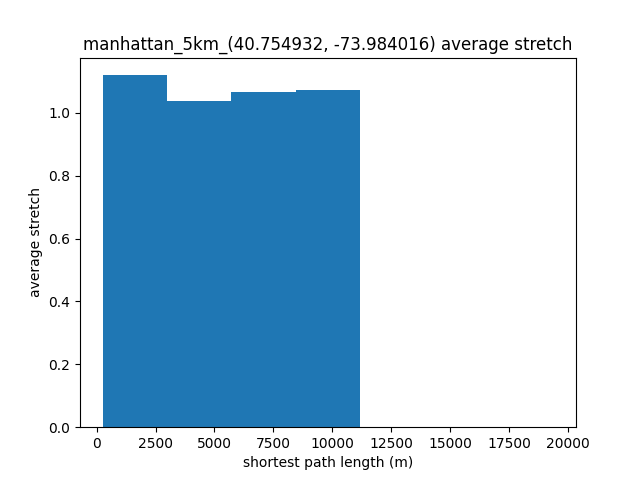 manhattan_5km_(40.754932, -73.984016) average stretch
average stretch
1.0
0.8
0.6
0.4
0.2
0.0
0 2500 5000 7500 10000 12500 15000 17500 20000
shortest path length (m)